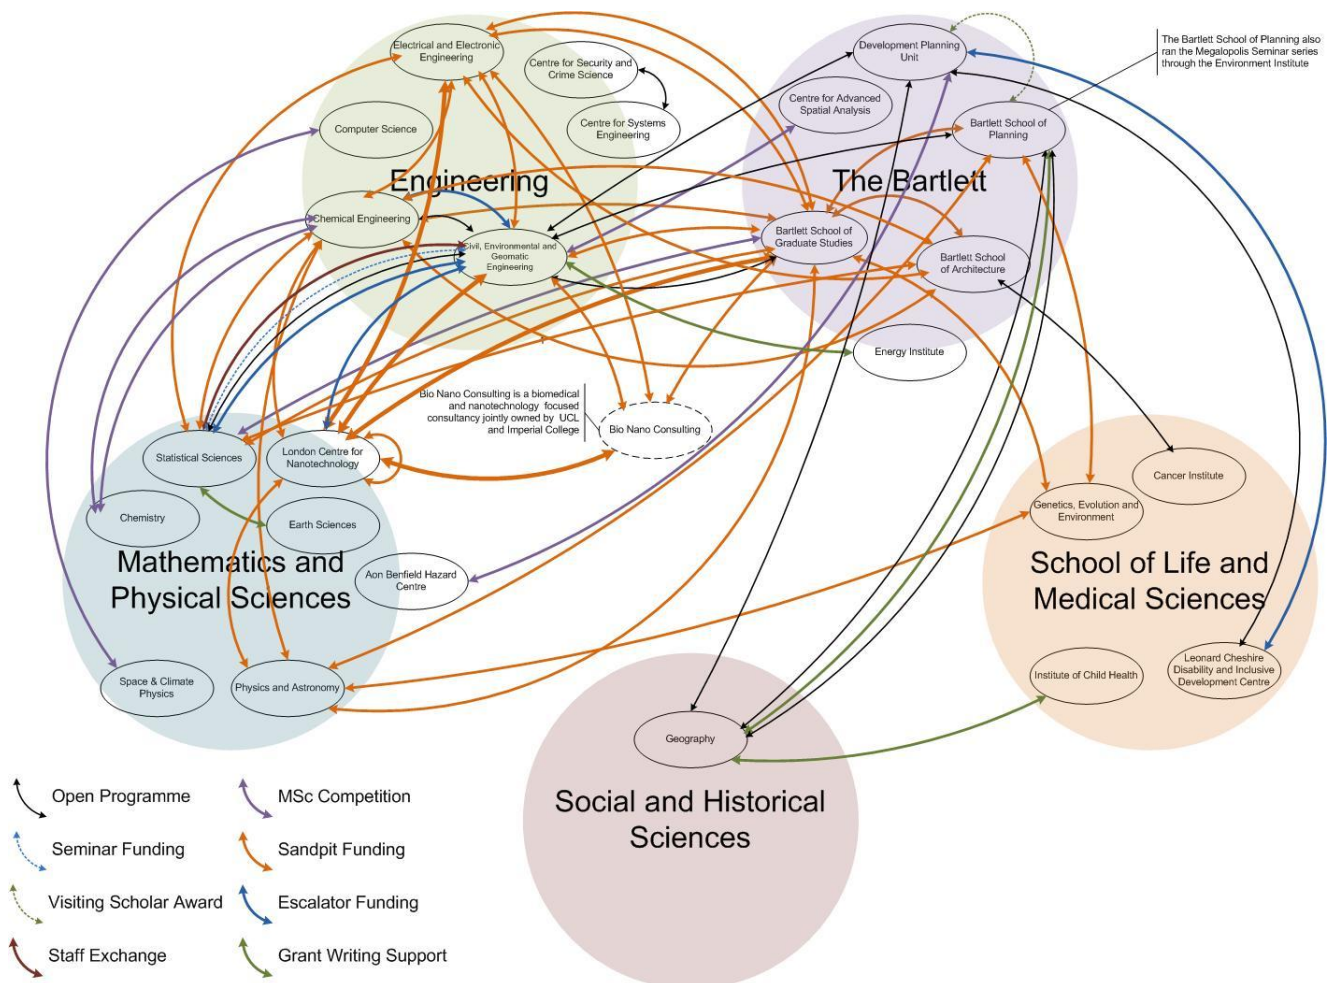 Electrical and Electronic
Engineering
Centre for Security and
Crime Science
Computer Science
Centre for Systems
Engineering
Engineering
Chemical Engineering
Civil, Environmental and
Geomatic
Engineering
Development Planning
Unit
The Bartlett School of Planning also
ran the Megalopolis Seminar series
through the Environment Institute
Centre for Advanced
Spatial Analysis
Bartlett School of
Planning
The Bartlett
Bartlett School of
Graduate Studies
Bartlett School
of Architecture
Energy Institute
Bio Nano Consulting is a biomedical
and nanotechnology focused
consultancy jointly owned by UCL
and Imperial College
Bio Nano Consulting
Statistical Sciences
London Centre for
Nanotechnology
Chemistry
Earth Sciences
Mathematics and
Physical Sciences
Aon Benfield Hazard
Centre
Space & Climate
Physics
Physics and Astronomy
Cancer Institute
Genetics, Evolution and
Environment
School of Life and
Medical Sciences
Institute of Child Health
Leonard Cheshire
Disability and Inclusive
Development Centre
Geography
Social and Historical
Sciences
Open Programme
MSc Competition
Seminar Funding
Sandpit Funding
Visiting Scholar Award
Escalator Funding
Staff Exchange
Grant Writing Support